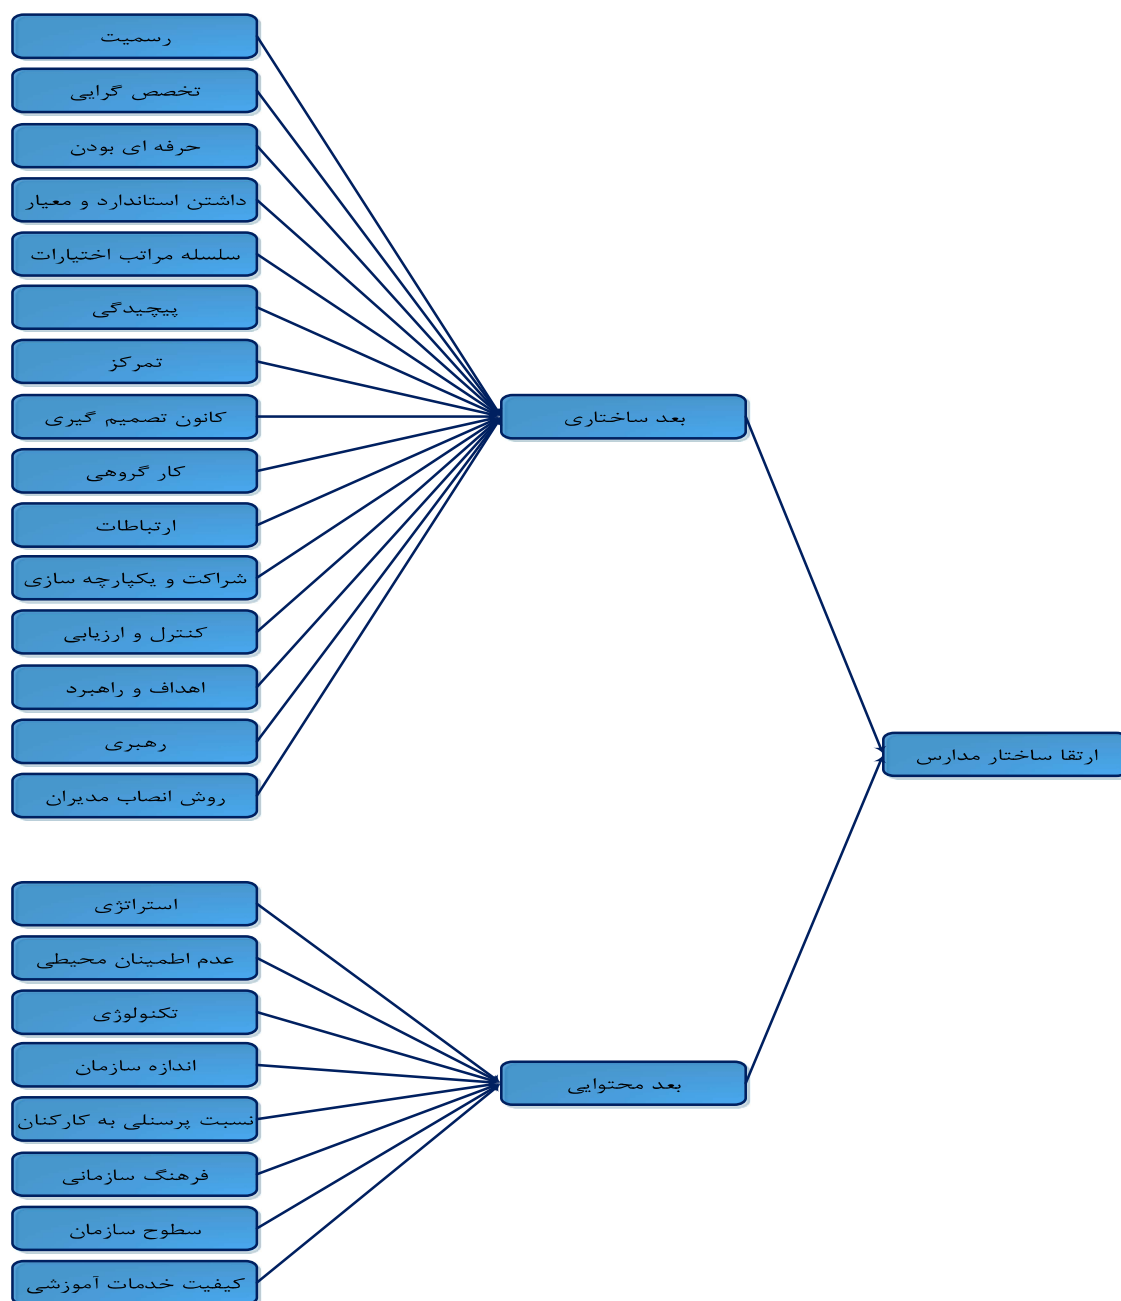 رسمیت
تخصص گرایی
حرفه ای بودن
داشتن استاندارد و معیار
سلسله مراتب اختیارات
پیچیدگی
تمرکز
کانون تصمیم گیری
کار گروهی
ارتباطات
شراکت و یکپارچه سازی
کنترل و ارزیابی
اهداف و راهبرد
رهبری
روش انصاب مدیران
بعد ساختاری
ارتقا ساختار مدارس
استراتژی
عدم اطمینان محیطی
تکنولوژی
اندازه سازمان
نسبت پرسنلی به کارکنان
فرهنگ سازمانی
سطوح سازمان
کیفیت خدمات آموزشی
بعد محتوایی